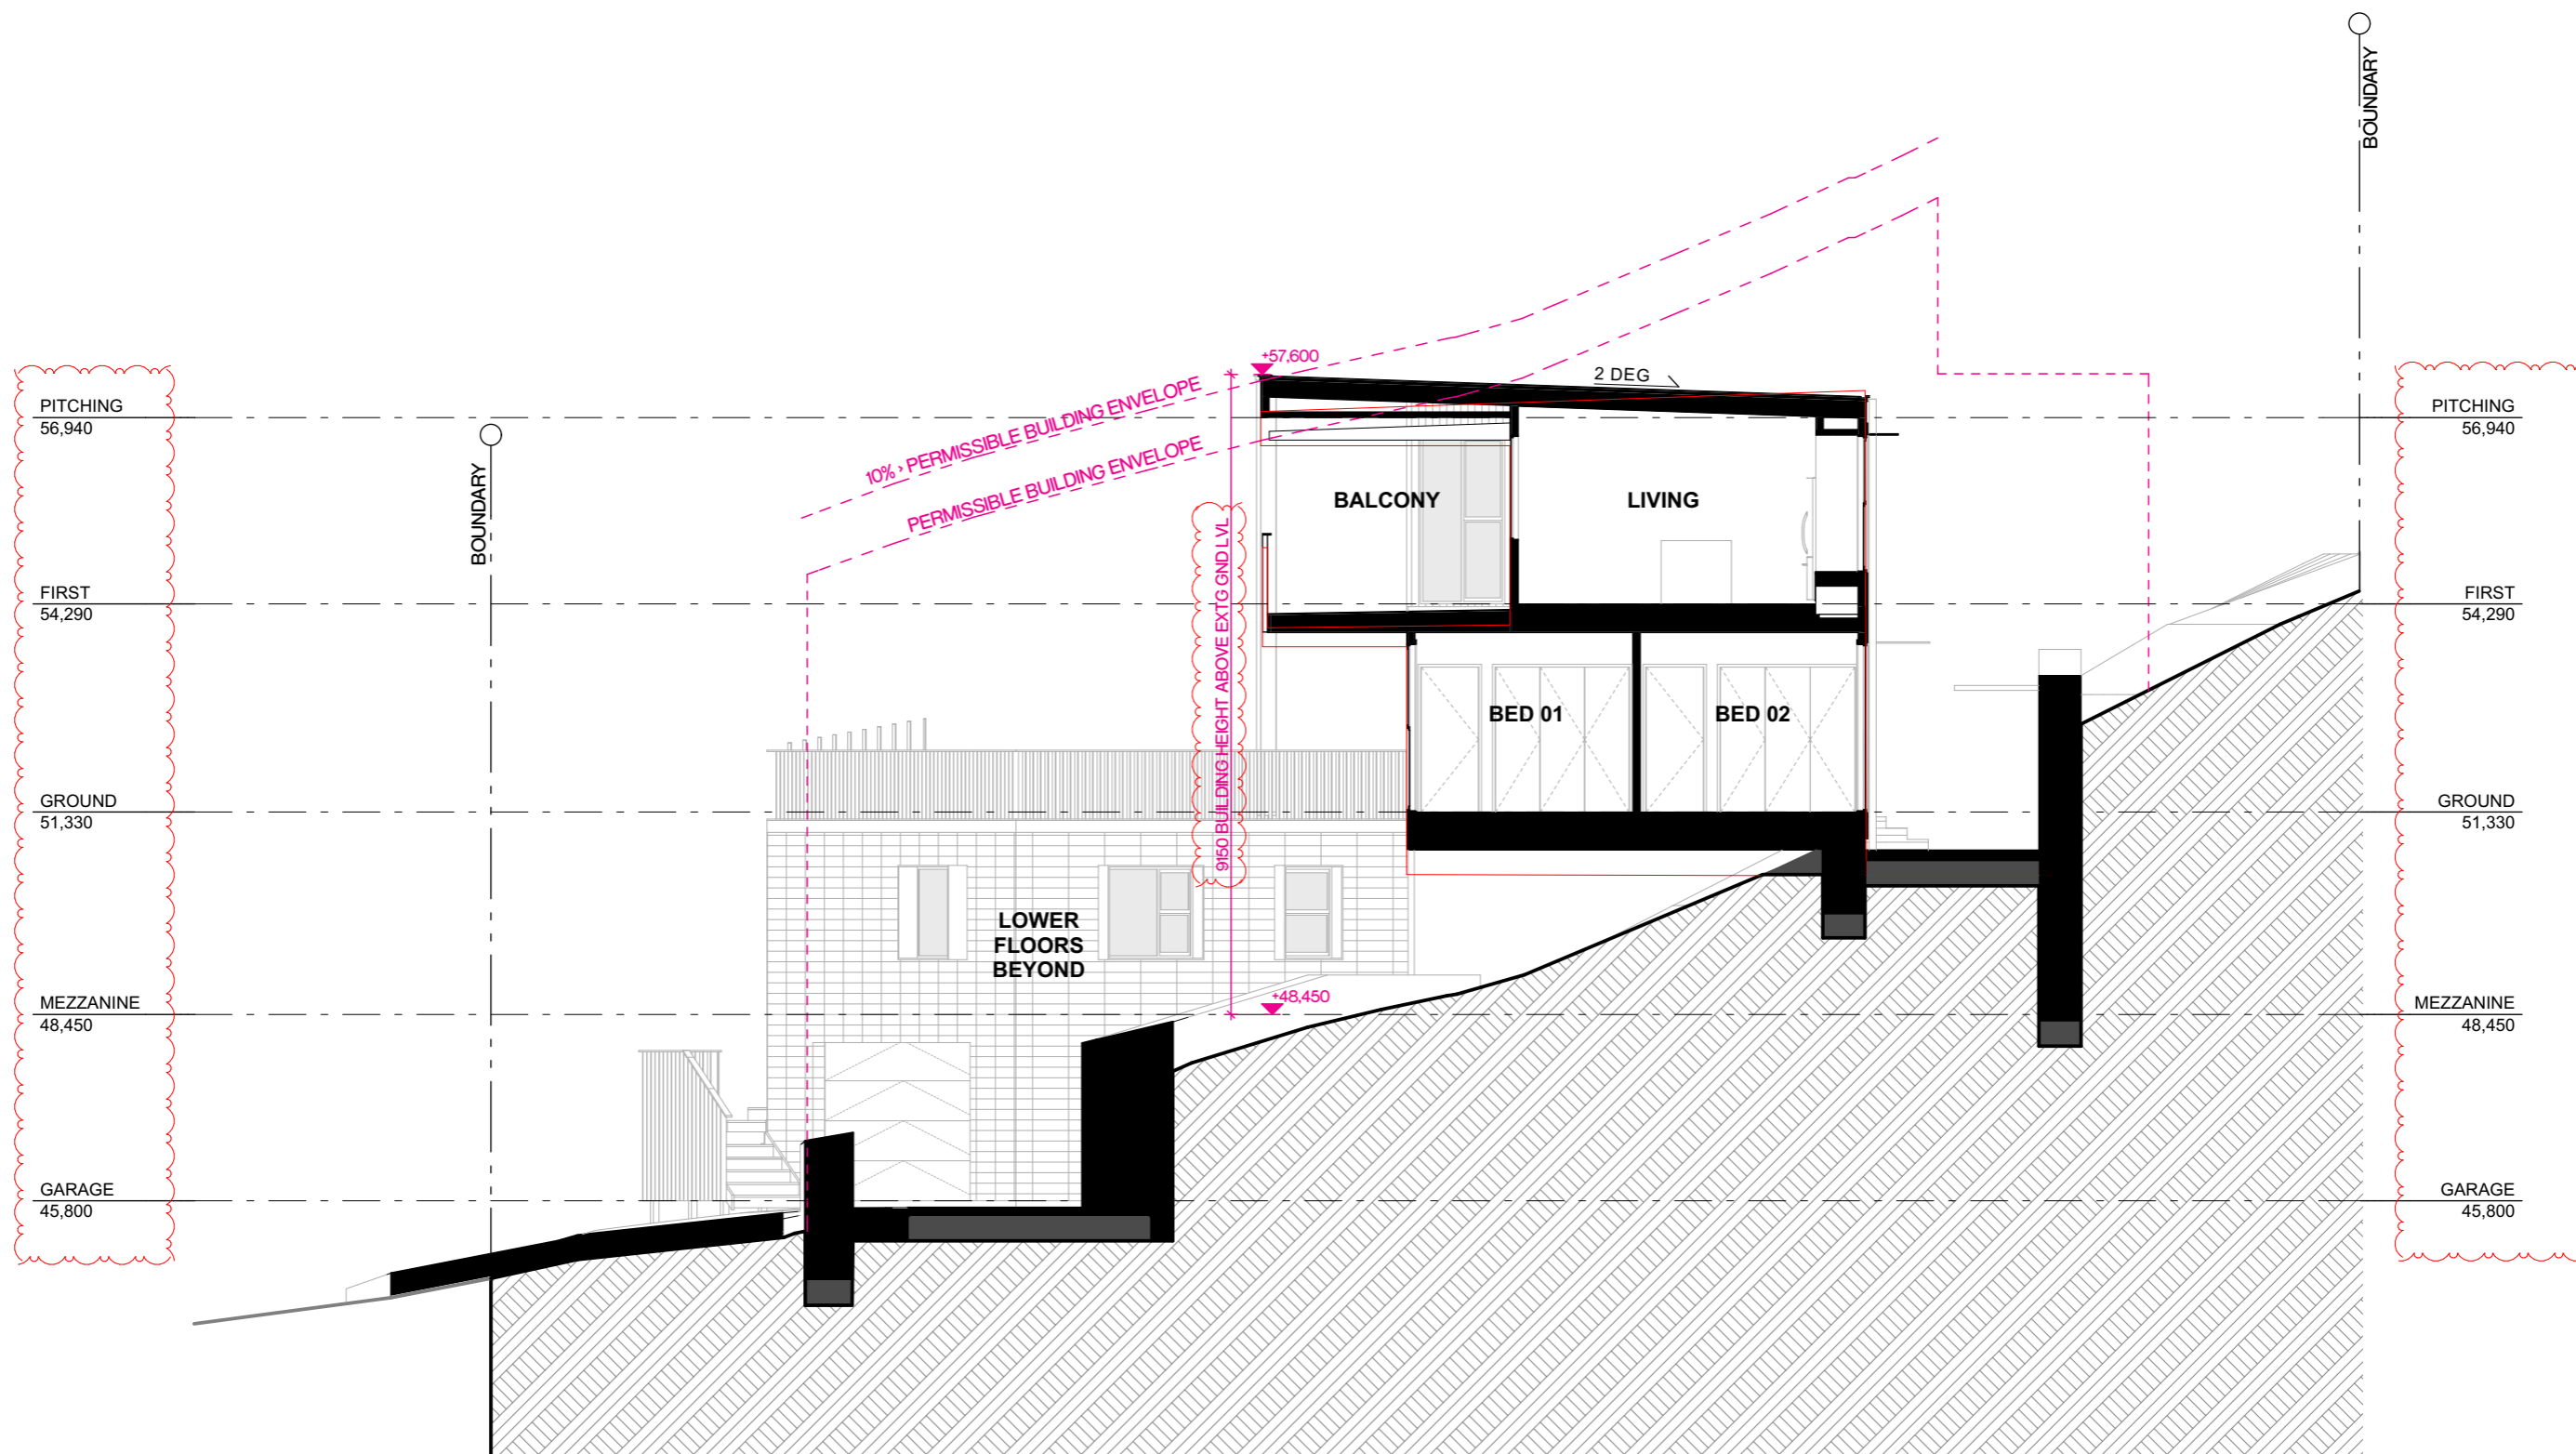 BOUNDARY
BOUNDARY
+57,600
2 DEG
10% > PERMISSIBLE BUILDING ENVELOPE
PERMISSIBLE BUILDING ENVELOPE
PITCHING
56,940
PITCHING
56,940
BALCONY
LIVING
9150 BUILDING HEIGHT ABOVE EXTG GND LVL
FIRST
54,290
FIRST
54,290
BED 01
BED 02
GROUND
51,330
GROUND
51,330
LOWER
FLOORS
BEYOND
+48,450
MEZZANINE
48,450
MEZZANINE
48,450
GARAGE
45,800
GARAGE
45,800